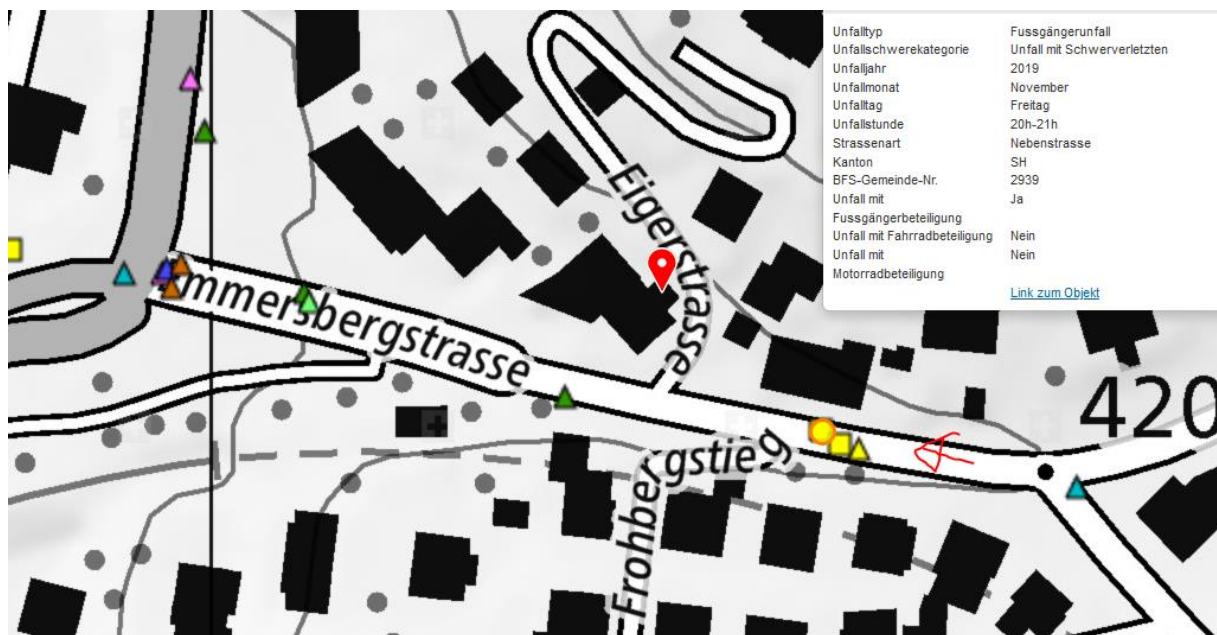 Unfalltyp Fussgängerunfall
Unfallschwerekategorie Unfall mit Schwerverletzten
Unfalljahr 2019
Unfallmonat November
Unfalltag Freitag
Unfallstunde 20h-21h
Strassenart Nebenstrasse
Kanton SH
BFS-Gemeinde-Nr. 2939
Unfall mit Ja
Fussgängerbeteiligung
Unfall mit Fahrradbeteiligung Nein
Unfall mit Nein
Motorradbeteiligung
Link zum Objekt
Eigerstrasse
mmersbergstrasse
420
Frohbergstieg